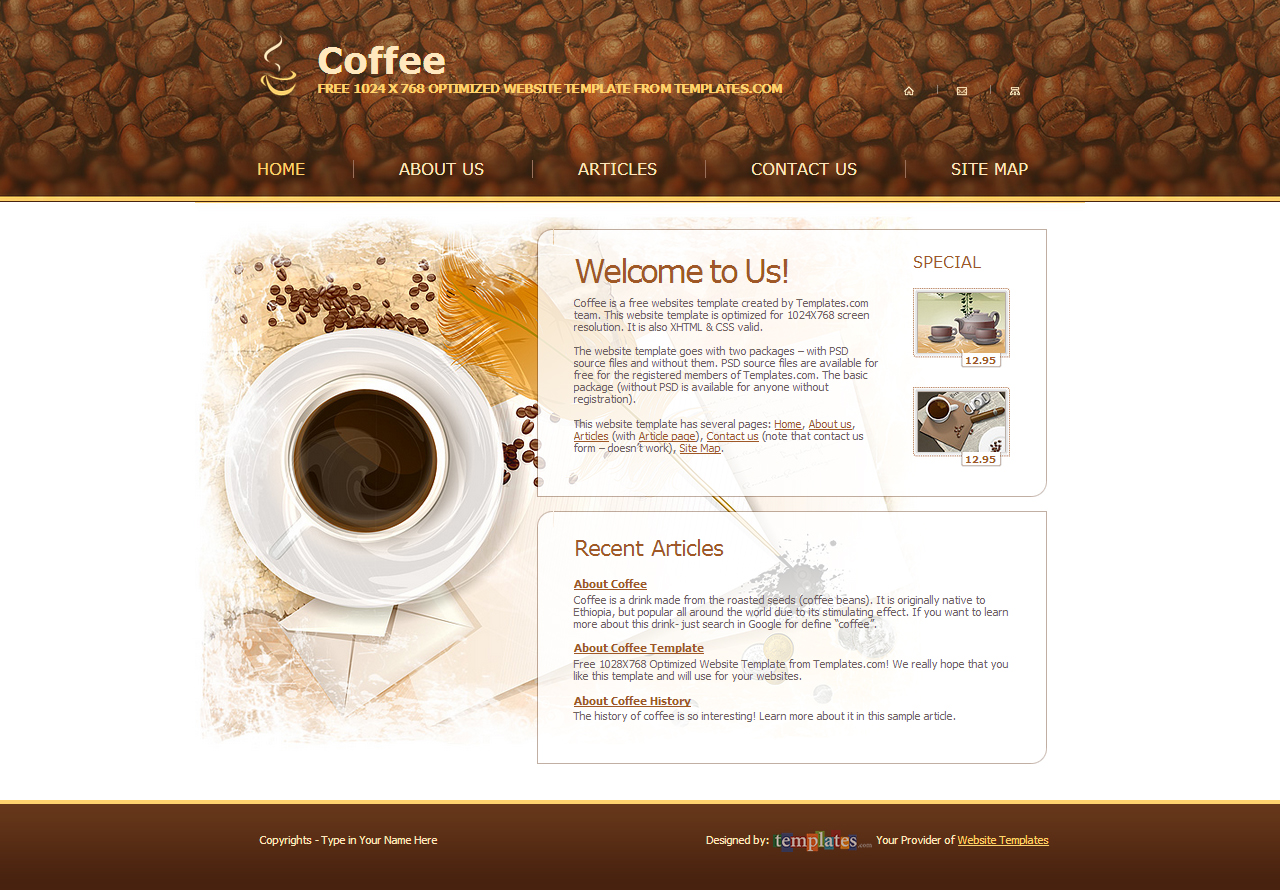 Coffee
FREE 1024 X 768 OPTIMIZED WEBSITE TEMPLATE FROM TEMPLATES.COM
HOME
ABOUT US
ARTICLES
CONTACT US
SITE MAP
Welcome to Us!
Coffee is a free websites template created by Templates.com
team. This website template is optimized for 1024X768 screen
resolution. It is also XHTML & CSS valid.
The website template goes with two packages – with PSD
source files and without them. PSD source files are available for
free for the registered members of Templates.com. The basic
package (without PSD is available for anyone without
registration).
This website template has several pages: Home, About us,
Articles (with Article page), Contact us (note that contact us
form – doesn't work), Site Map.
SPECIAL
12.95
12.95
Recent Articles
About Coffee
Coffee is a drink made from the roasted seeds (coffee beans). It is originally native to
Ethiopia, but popular all around the world due to its stimulating effect. If you want to learn
more about this drink- just search in Google for define “coffee”.
About Coffee Template
Free 1028X768 Optimized Website Template from Templates.com! We really hope that you
like this template and will use for your websites.
About Coffee History
The history of coffee is so interesting! Learn more about it in this sample article.
Copyrights - Type in Your Name Here
Designed by: templates.com Your Provider of Website Templates